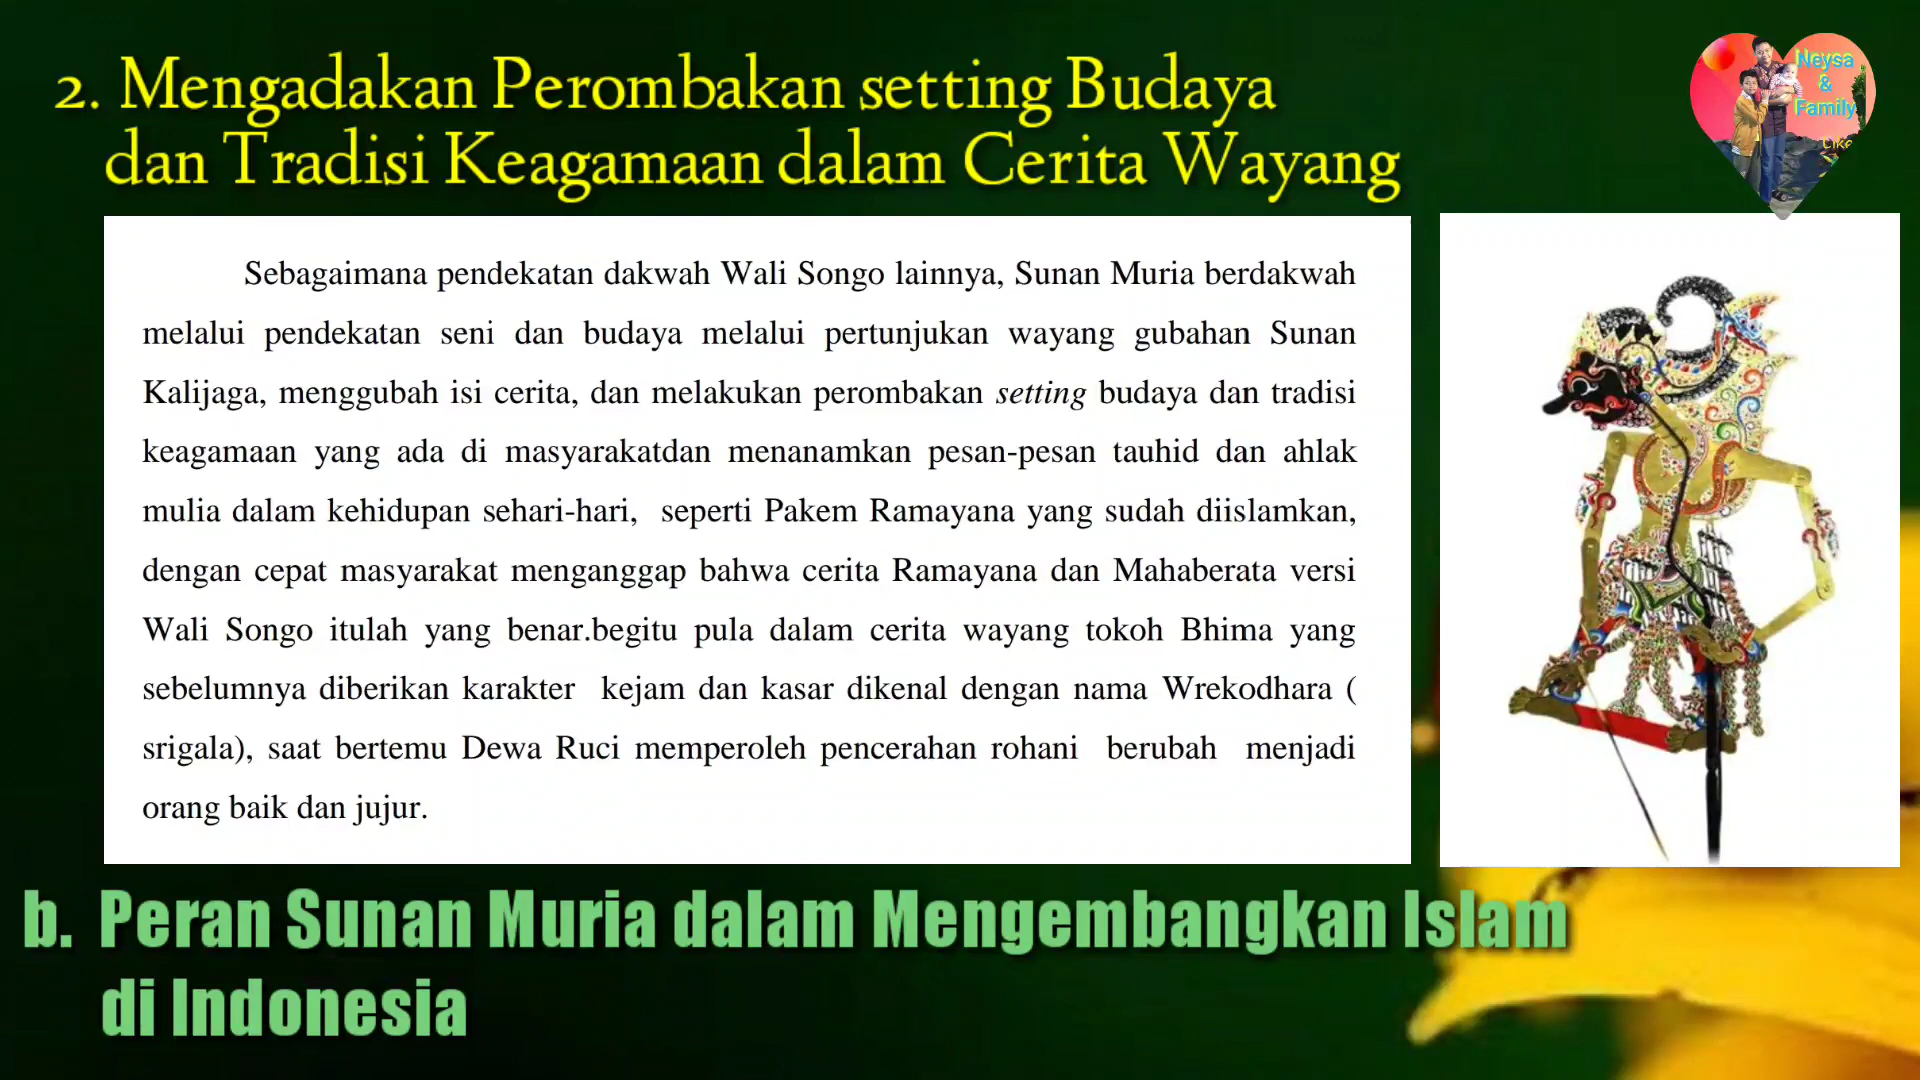 2. Mengadakan Perombakan setting Budaya
dan Tradisi Keagamaan dalam Cerita Wayang
Neysa
&
Family
Like
Sebagaimana pendekatan dakwah Wali Songo lainnya, Sunan Muria berdakwah
melalui pendekatan seni dan budaya melalui pertunjukan wayang gubahan Sunan
Kalijaga, menggubah isi cerita, dan melakukan perombakan setting budaya dan tradisi
keagamaan yang ada di masyarakatdan menanamkan pesan-pesan tauhid dan ahlak
mulia dalam kehidupan sehari-hari, seperti Pakem Ramayana yang sudah diislamkan,
dengan cepat masyarakat menganggap bahwa cerita Ramayana dan Mahaberata versi
Wali Songo itulah yang benar.begitu pula dalam cerita wayang tokoh Bhima yang
sebelumnya diberikan karakter kejam dan kasar dikenal dengan nama Wrekodhara (
srigala), saat bertemu Dewa Ruci memperoleh pencerahan rohani berubah menjadi
orang baik dan jujur.
b. Peran Sunan Muria dalam Mengembangkan Islam
di Indonesia